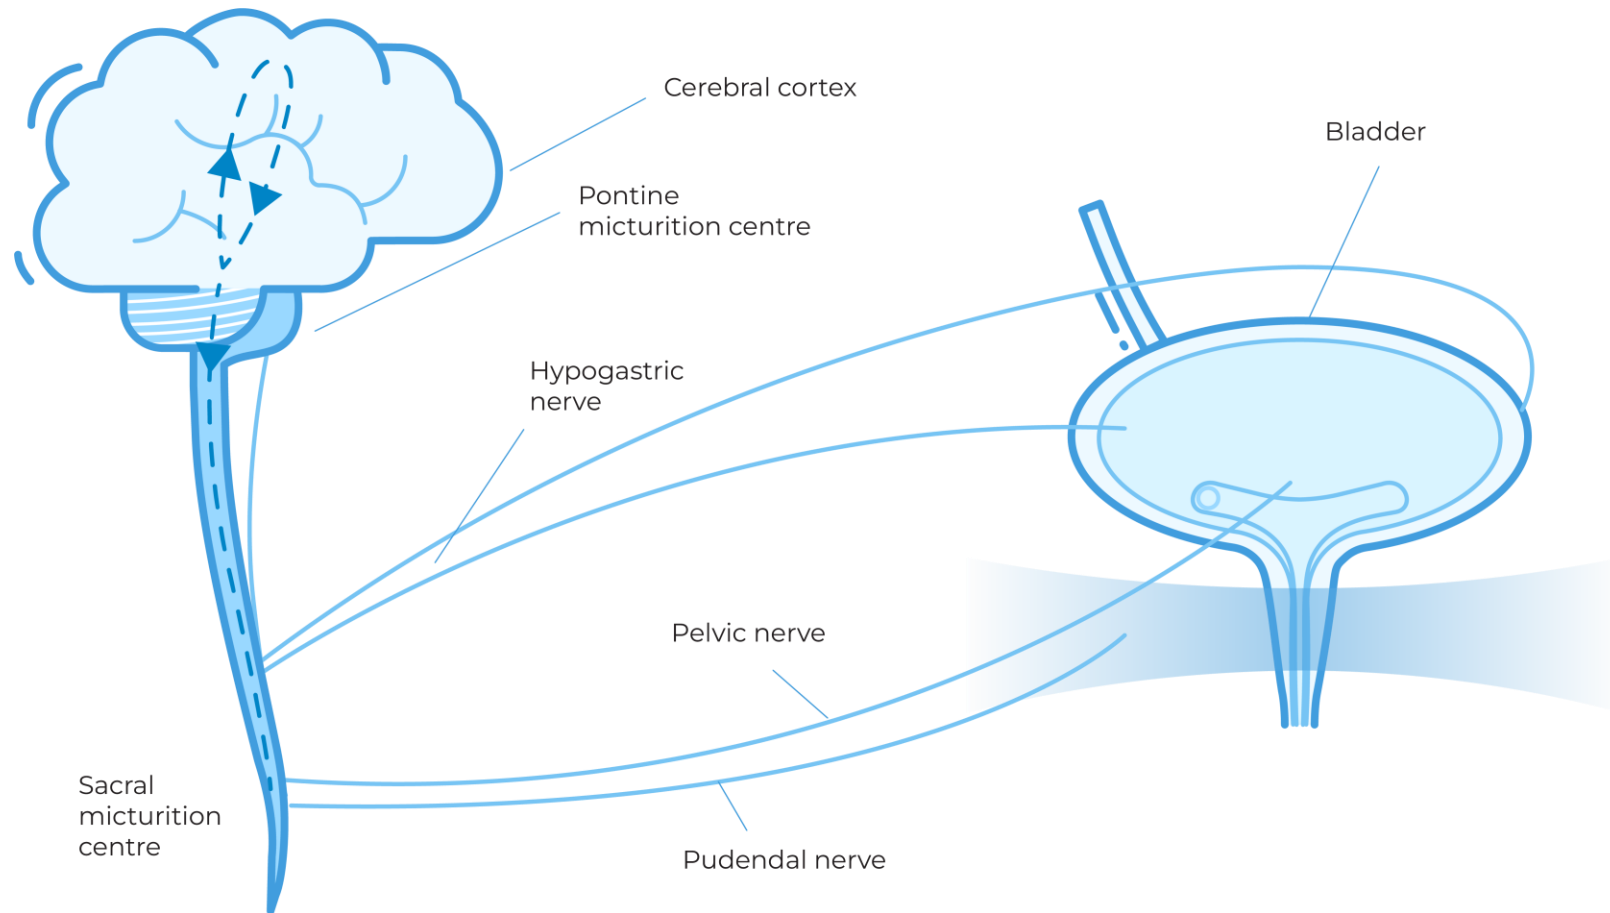 Cerebral cortex
Bladder
Pontine
micturition centre
Hypogastric
nerve
Pelvic nerve
Sacral
micturition
centre
Pudendal nerve